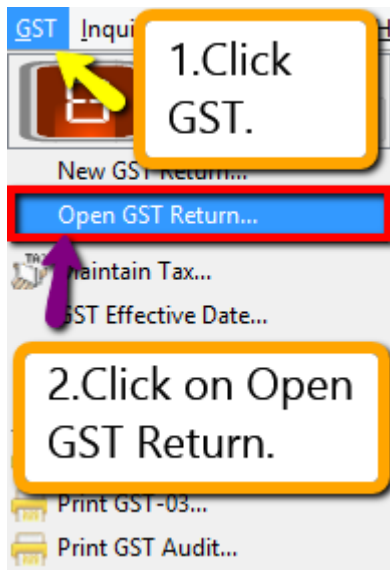 GST Inqui
1.Click
GST.
New GST Return...
Open GST Return...
Maintain Tax...
GST Effective Date...
2.Click on Open
GST Return.
Print GST-03...
Print GST Audit...